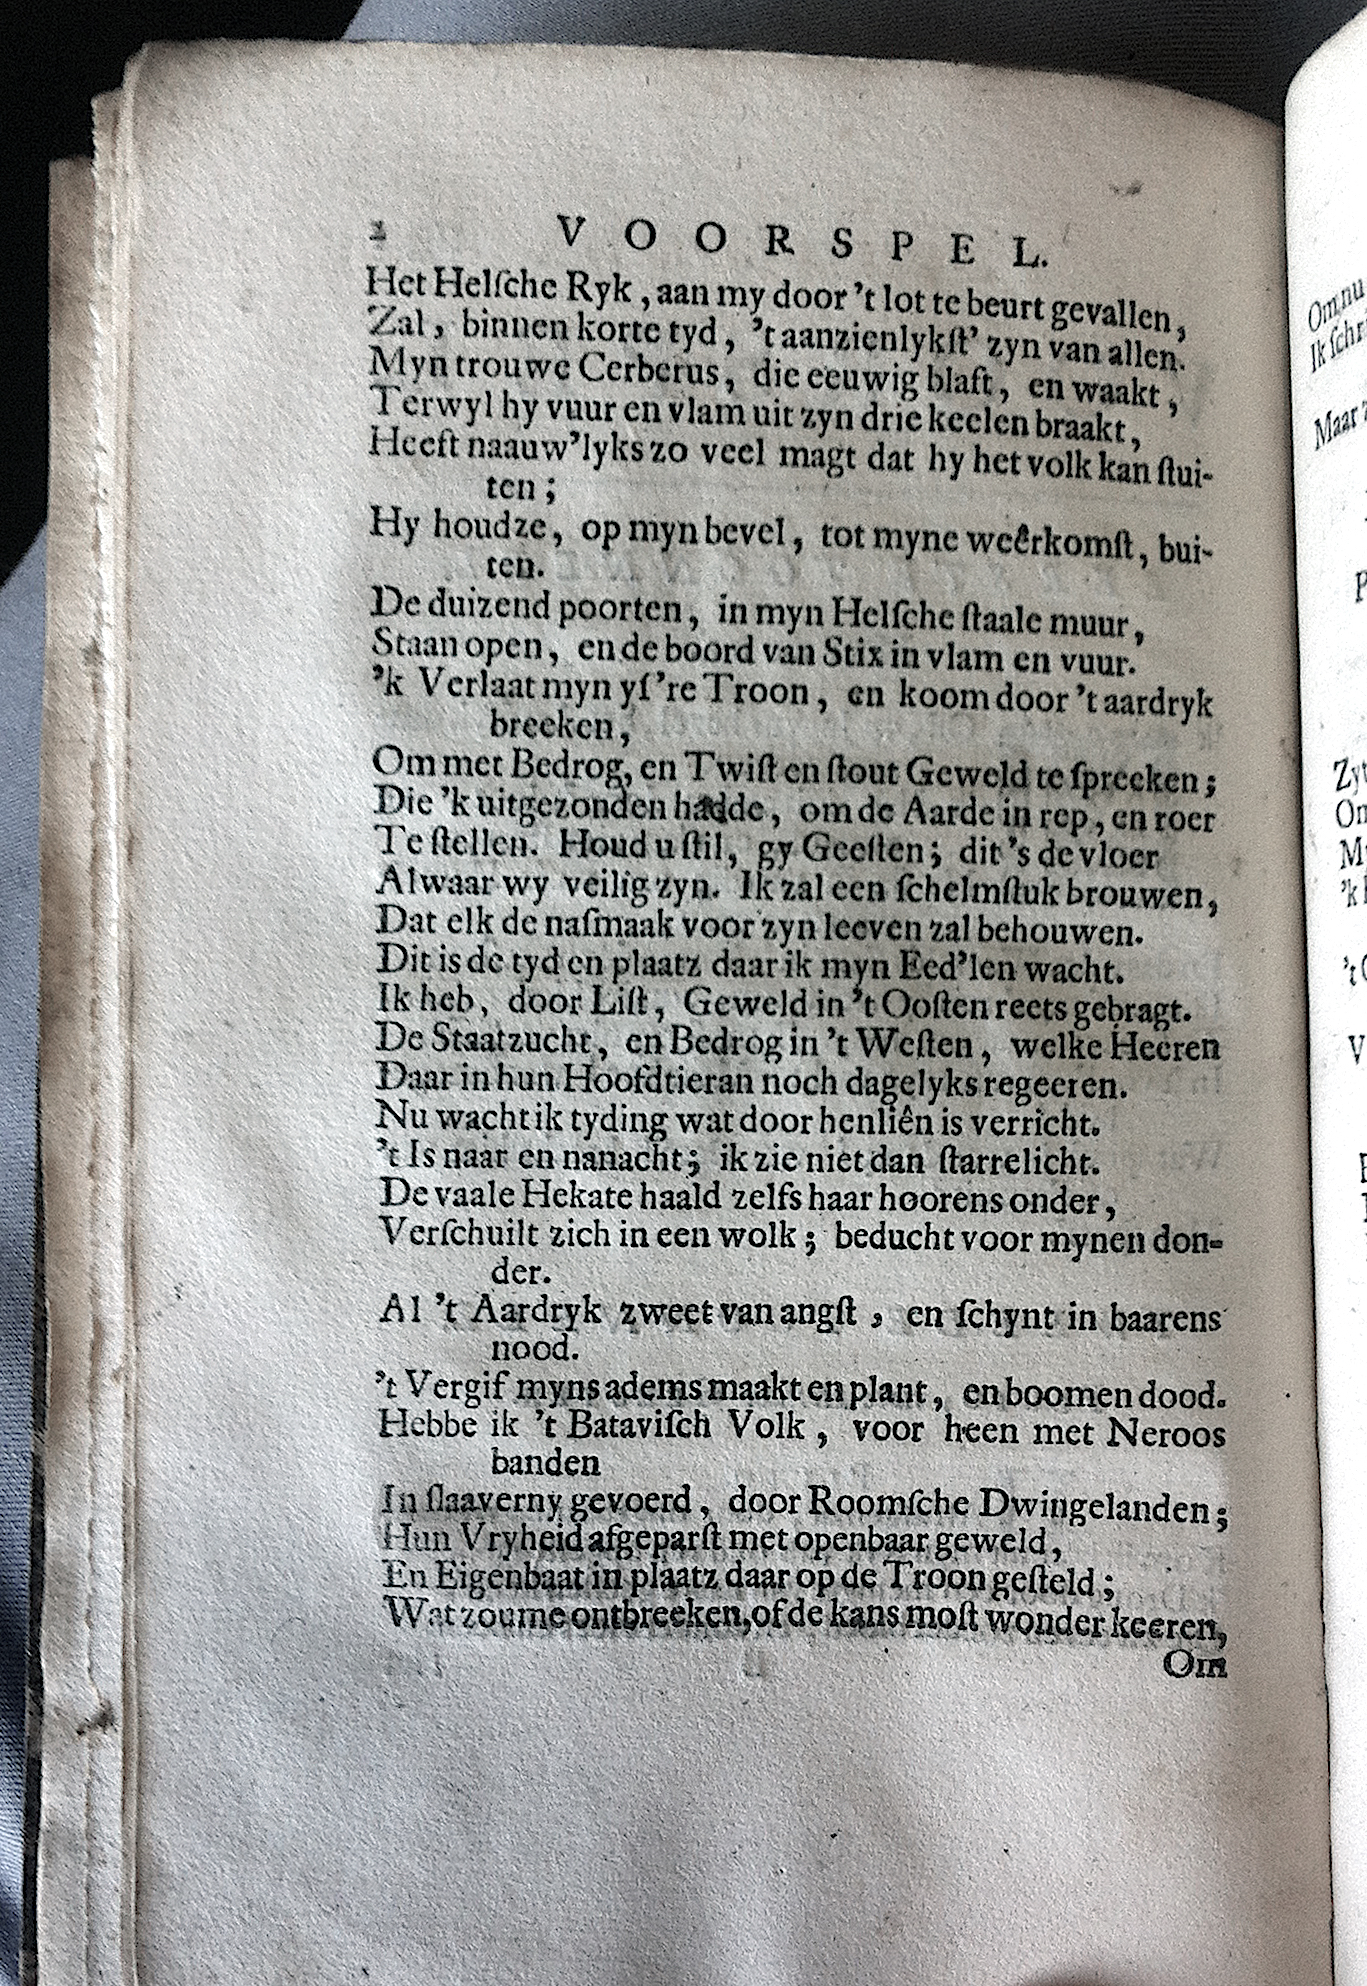 2 VOORSPEL.
Het Helſche Ryk, aan my door 't lot te beurt gevallen,
Zal, binnen korte tyd, 't aanzienlykſt' zyn van allen.
Myn trouwe Cerberus, die eeuwig blaft, en waakt,
Terwyl hy vuur en vlam uit zyn drie keelen braakt,
Heeft naauw'lyks zo veel magt dat hy het volk kan ſtui-
ten;
Hy houdze, op myn bevel, tot myne weêrkomſt, bui-
ten.
De duizend poorten, in myn Helſche ſtaale muur,
Staan open, en de boord van Stix in vlam en vuur.
'k Verlaat myn yſ're Troon, en koom door 't aardryk
breeken,
Om met Bedrog, en Twiſt en ſtout Geweld te ſpreeken;
Die 'k uitgezonden hadde, om de Aarde in rep, en roer
Te ſtellen. Houd u ſtil, gy Geeſten; dit 's de vloer
Alwaar wy veilig zyn. Ik zal een ſchelmſtuk brouwen,
Dat elk de naſmaak voor zyn leeven zal behouwen.
Dit is de tyd en plaatz daar ik myn Eed'len wacht.
Ik heb, door Liſt, Geweld in 't Ooſten reets gebragt.
De Staatzucht, en Bedrog in 't Weſten, welke Heeren
Daar in hun Hoofdtieran noch dagelyks regeeren.
Nu wacht ik tyding wat door henliên is verricht.
't Is naar en nanacht; ik zie niet dan ſtarrelicht.
De vaale Hekate haald zelfs haar hoorens onder,
Verſchuilt zich in een wolk; beducht voor mynen don-
der.
Al 't Aardryk zweet van angſt, en ſchynt in baarens
nood.
't Vergif myns adems maakt en plant, en boomen dood.
Hebbe ik 't Bataviſch Volk, voor heen met Neroos
banden
In ſlaaverny gevoerd, door Roomſche Dwingelanden;
Hun Vryheid afgeparſt met openbaar geweld,
En Eigenbaat in plaatz daar op de Troon geſteld;
Wat zou me ontbreeken, of de kans moſt wonder keeren,
Om